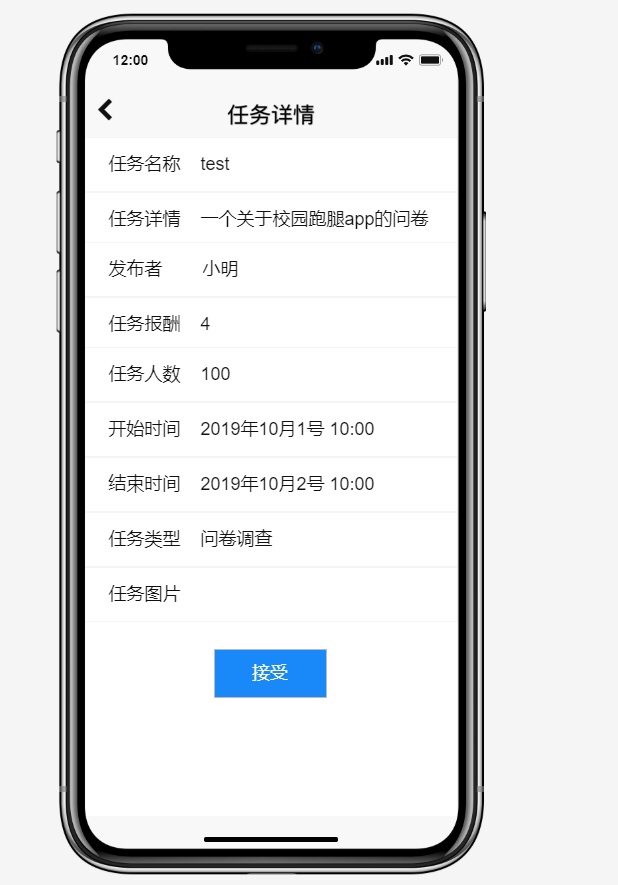 12:00
任务详情
任务名称 test
任务详情 一个关于校园跑腿app的问卷
发布者 小明
任务报酬 4
任务人数 100
开始时间 2019年10月1号 10:00
结束时间 2019年10月2号 10:00
任务类型 问卷调查
任务图片
接受